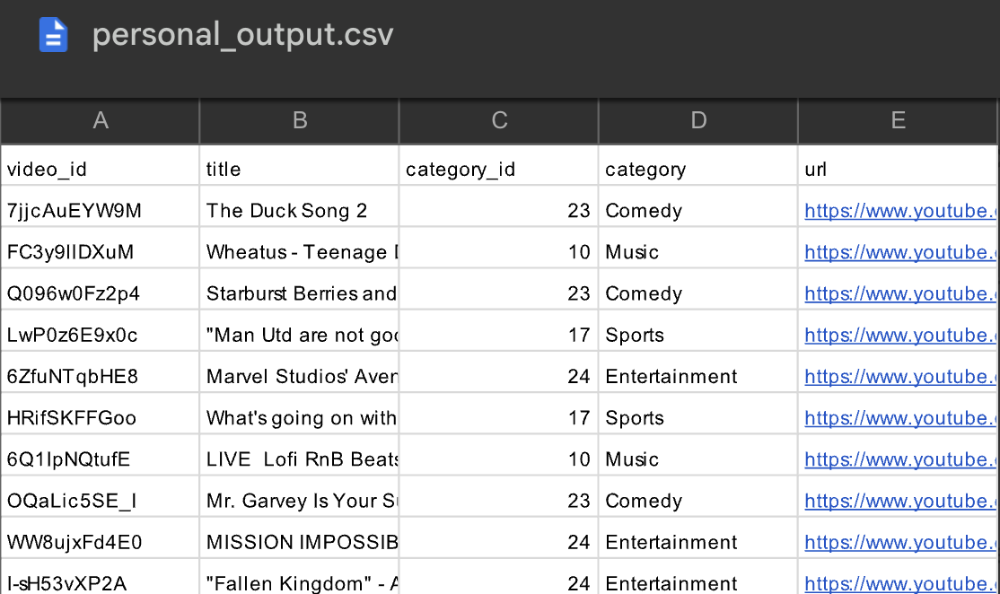 personal_output.csv
A B C D E
video_id title category_id category url
7jjcAuEYW9M The Duck Song 2 23 Comedy https://www.youtube.
FC3y9lIDXuM Wheatus - Teenage 10 Music https://www.youtube.
Q096w0Fz2p4 Starburst Berries and 23 Comedy https://www.youtube.
LwP0z6E9x0c "Man Utd are not goo 17 Sports https://www.youtube.
6ZfuNTqbHE8 Marvel Studios' Aven 24 Entertainment https://www.youtube.
HRifSKFFGoo What's going on with 17 Sports https://www.youtube.
6Q1IpNQtufE LIVE Lofi RnB Beats 10 Music https://www.youtube.
OQaLic5SE_I Mr. Garvey Is Your Su 23 Comedy https://www.youtube.
WW8ujxFd4E0 MISSION IMPOSSIB 24 Entertainment https://www.youtube.
I-sH53vXP2A "Fallen Kingdom" - A 24 Entertainment https://www.youtube.